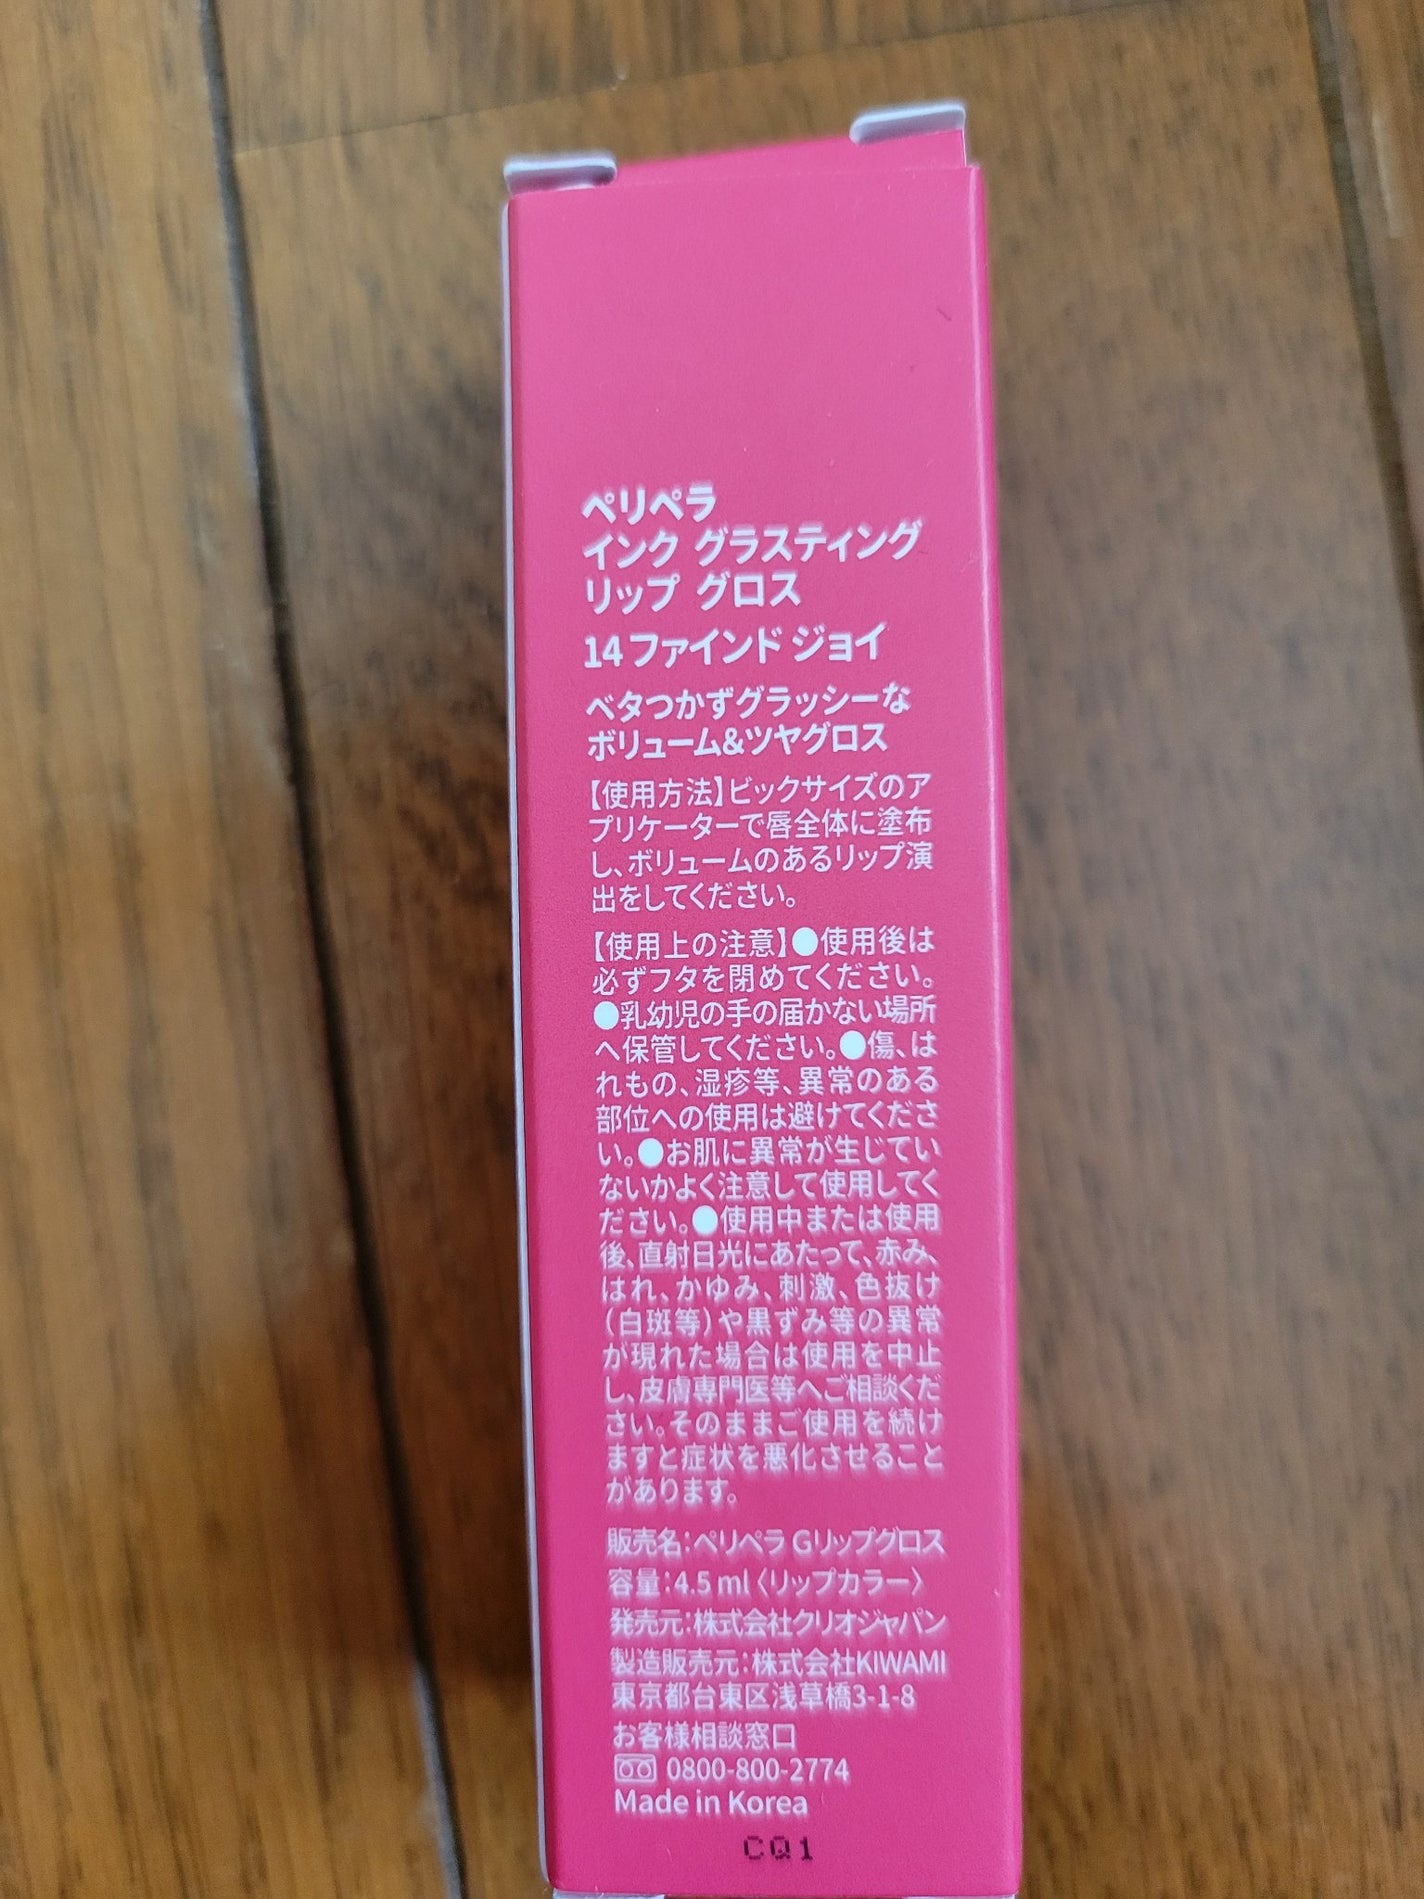 ペリペラ
インク グラスティング
リップ グロス
14ファインド ジョイ
ベタつかずグラッシーな
ボリューム&ツヤグロス
【使用方法】ビックサイズのア
プリケーターで唇全体に塗布
し、ボリュームのあるリップ演
出をしてください。
【使用上の注意】●使用後は
必ずフタを閉めてください。
●乳幼児の手の届かない場所
へ保管してください。●傷、は
れもの、湿疹等、異常のある
部位への使用は避けてくださ
い。●お肌に異常が生じてい
ないかよく注意して使用してく
ださい。●使用中または使用
後、直射日光にあたって、赤み、
はれ、かゆみ、刺激、色抜け
(白斑等)や黒ずみ等の異常
が現れた場合は使用を中止
し、皮膚専門医等へご相談くだ
さい。そのままご使用を続け
ますと症状を悪化させること
があります。
販売名:ペリペラ Gリップグロス
容量:4.5 ml〈リップカラー〉
発売元:株式会社クリオジャパン
製造販売元:株式会社KIWAMI
東京都台東区浅草橋3-1-8
お客様相談窓口
0800-800-2774
Made in Korea
CQ1